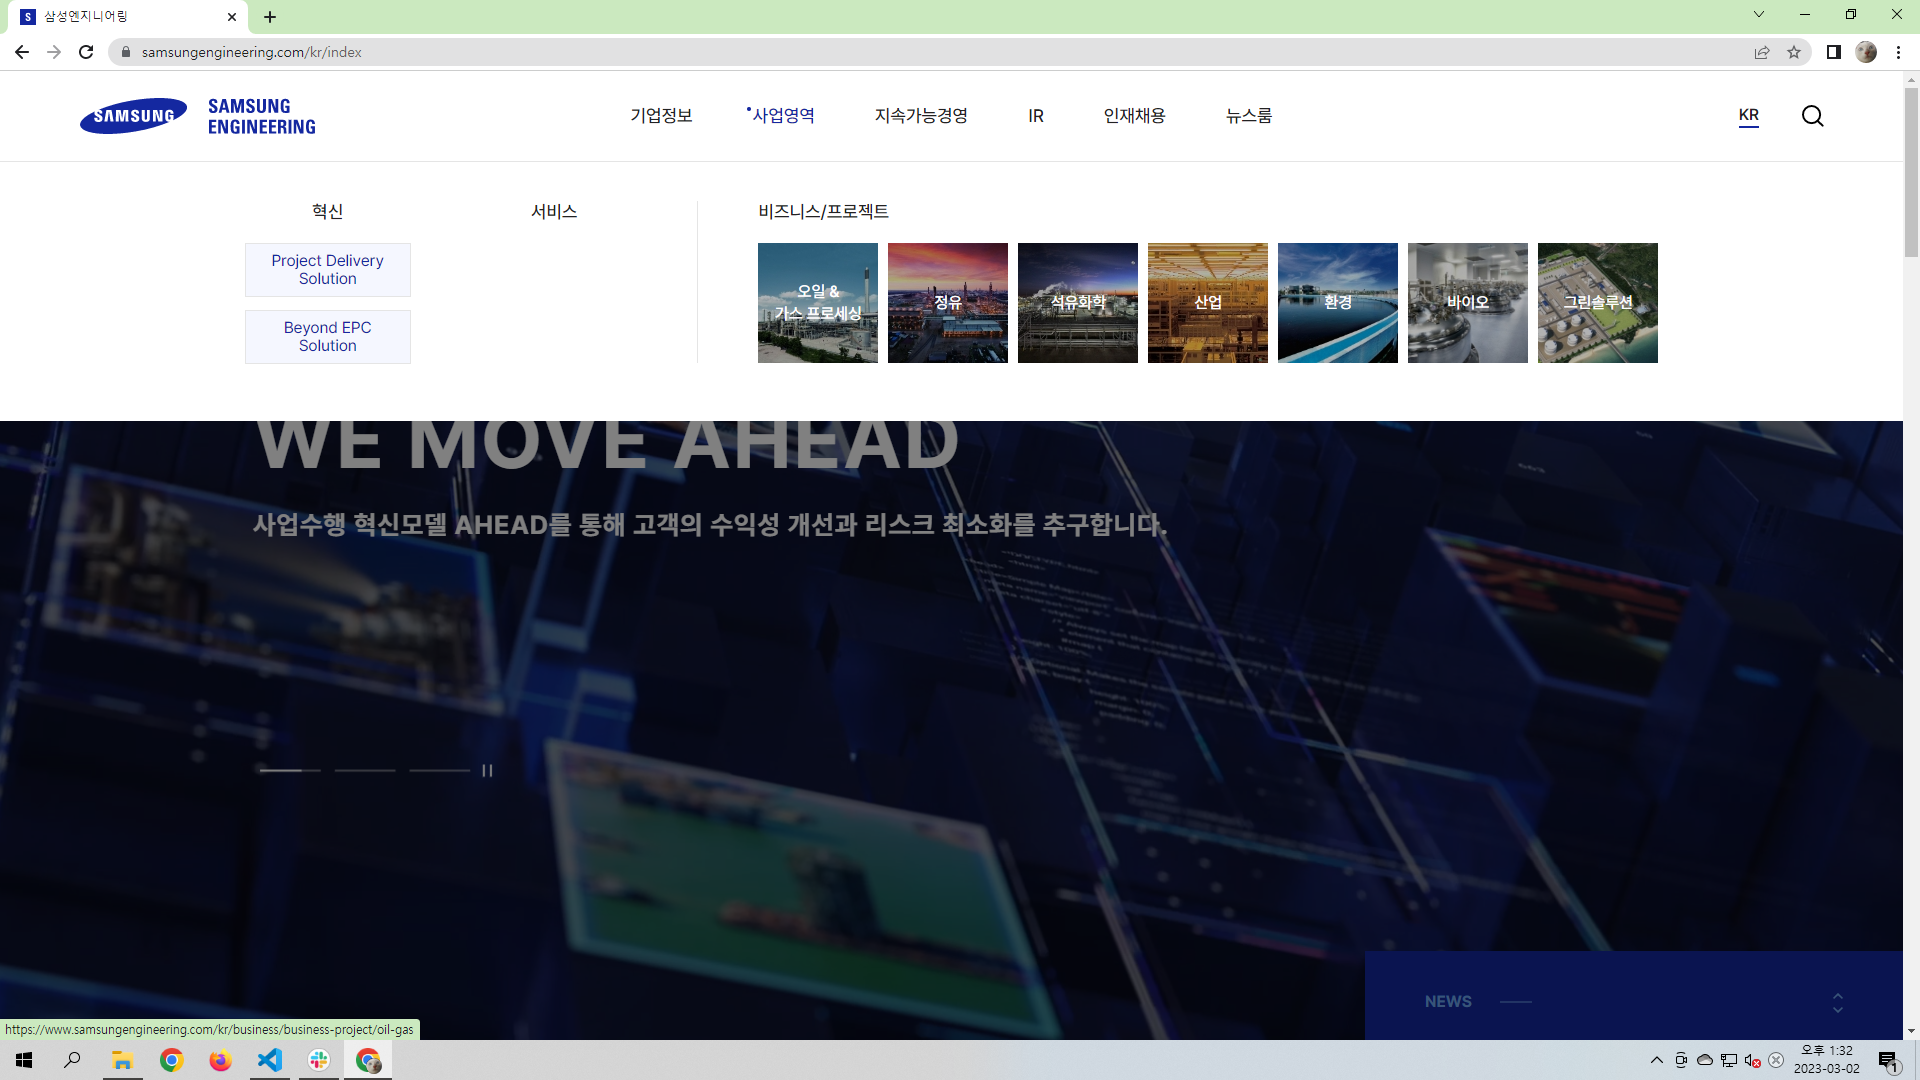 삼성엔지니어링
samsungengineering.com/kr/index
SAMSUNG
SAMSUNG
ENGINEERING
기업정보
사업영역
지속가능경영
IR
인재채용
뉴스룸
KR
혁신
서비스
비즈니스/프로젝트
Project Delivery
Solution
Beyond EPC
Solution
오일 &
가스 프로세싱
정유
석유화학
산업
환경
바이오
그린솔루션
WE MOVE AHEAD
사업수행 혁신모델 AHEAD를 통해 고객의 수익성 개선과 리스크 최소화를 추구합니다.
NEWS
https://www.samsungengineering.com/kr/business/business-project/oil-gas
오후 1:32
2023-03-02
1